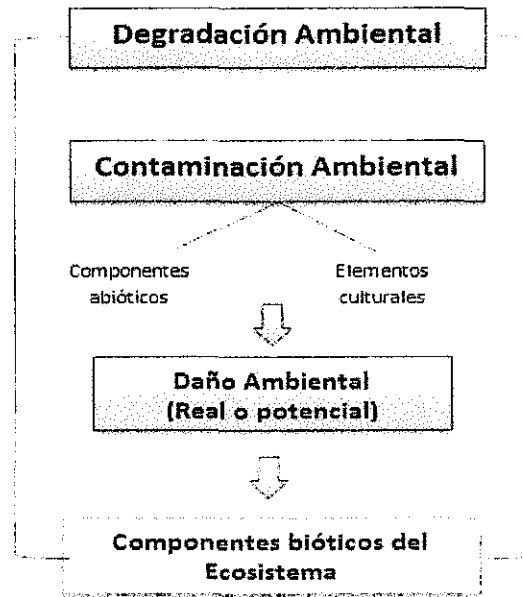 Degradación Ambiental
Contaminación Ambiental
Componentes
abióticos
Elementos
culturales
Daño Ambiental
(Real o potencial)
Componentes bióticos del
Ecosistema